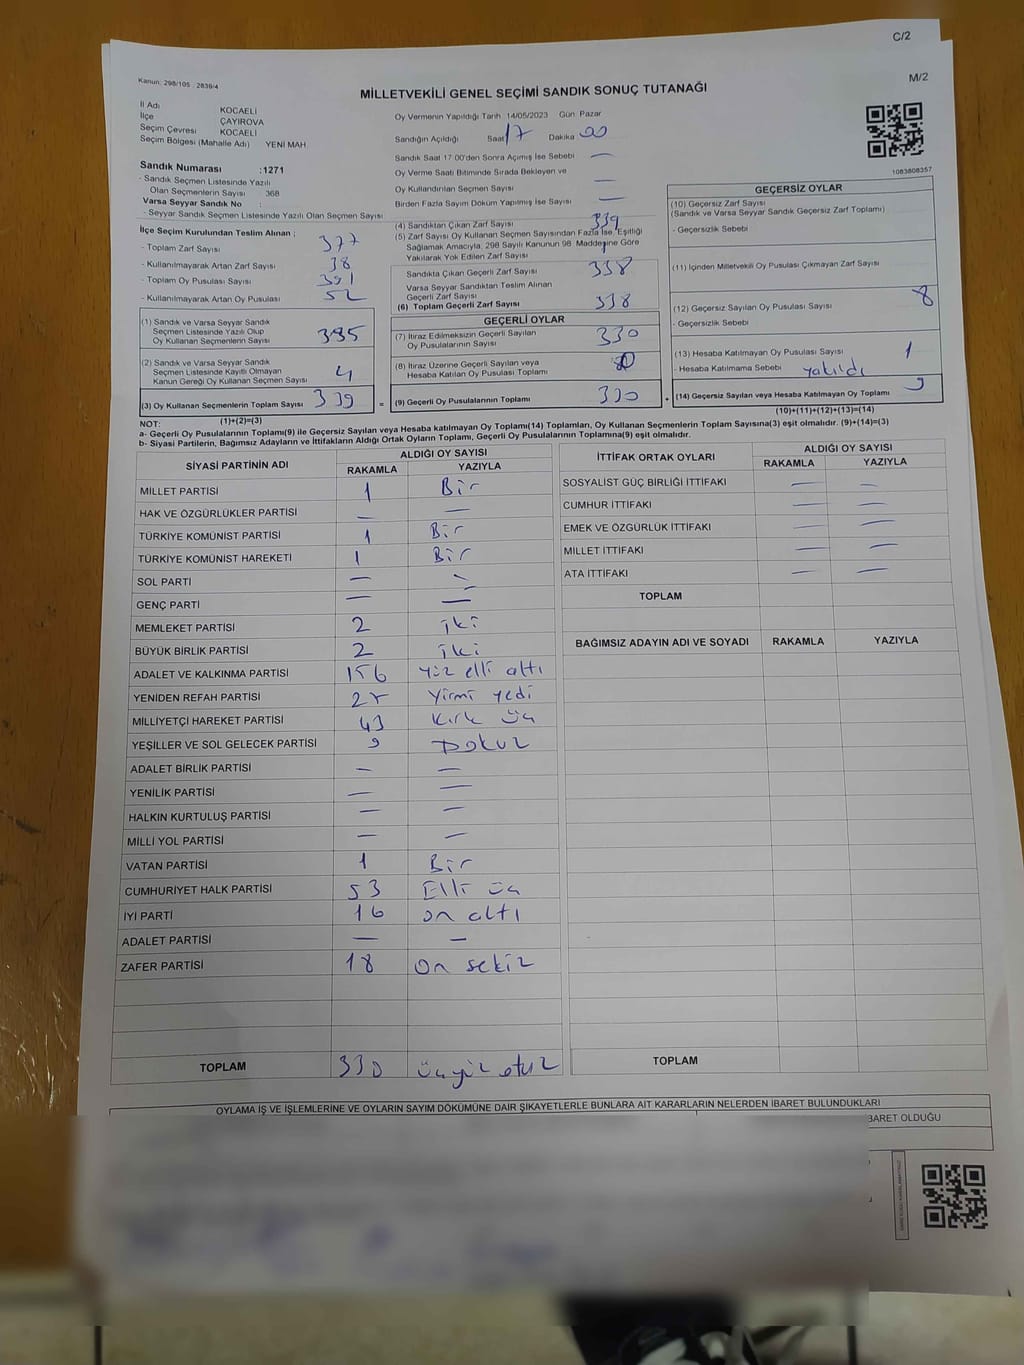 C/2
Kanun: 298/105 2839/4
M/2
MİLLETVEKİLİ GENEL SEÇİMİ SANDIK SONUÇ TUTANAĞI
İl Adı KOCAELİ
İlçe ÇAYIROVA
Seçim Çevresi KOCAELİ
Seçim Bölgesi (Mahalle Adı) YENİ MAH.
Sandık Numarası :1271
- Sandık Seçmen Listesinde Yazılı
Olan Seçmenlerin Sayısı 368
Varsa Seyyar Sandık No :
- Seyyar Sandık Seçmen Listesinde Yazılı Olan Seçmen Sayısı
Oy Vermenin Yapıldığı Tarih 14/05/2023 Gün: Pazar
Sandığın Açıldığı Saat 17 Dakika 00
Sandık Saat 17 00'den Sonra Açılmış İse Sebebi —
Oy Verme Saati Bitiminde Sırada Bekleyen ve
Oy Kullandırılan Seçmen Sayısı —
Birden Fazla Sayım Döküm Yapılmış İse Sayısı —
1083808357
İlçe Seçim Kurulundan Teslim Alınan ;
- Toplam Zarf Sayısı 377
- Kullanılmayarak Artan Zarf Sayısı 38
- Toplam Oy Pusulası Sayısı 391
- Kullanılmayarak Artan Oy Pusulası 52
(1) Sandık ve Varsa Seyyar Sandık
Seçmen Listesinde Yazılı Olup
Oy Kullanan Seçmenlerin Sayısı 335
(2) Sandık ve Varsa Seyyar Sandık
Seçmen Listesinde Kayıtlı Olmayan
Kanun Gereği Oy Kullanan Seçmen Sayısı 4
(3) Oy Kullanan Seçmenlerin Toplam Sayısı 339 =
(1)+(2)=(3)
(4) Sandıktan Çıkan Zarf Sayısı 339
(5) Zarf Sayısı Oy Kullanan Seçmen Sayısından Fazla İse, Eşitliği
Sağlamak Amacıyla, 298 Sayılı Kanunun 98. Maddesine Göre
Yakılarak Yok Edilen Zarf Sayısı 1
Sandıkta Çıkan Geçerli Zarf Sayısı 338
Varsa Seyyar Sandıktan Teslim Alınan
Geçerli Zarf Sayısı
(6) Toplam Geçerli Zarf Sayısı 338
GEÇERLİ OYLAR
(7) İtiraz Edilmeksizin Geçerli Sayılan
Oy Pusulalarının Sayısı 330
(8) İtiraz Üzerine Geçerli Sayılan veya
Hesaba Katılan Oy Pusulası Toplamı
(9) Geçerli Oy Pusulalarının Toplamı 330 +
GEÇERSİZ OYLAR
(10) Geçersiz Zarf Sayısı
(Sandık ve Varsa Seyyar Sandık Geçersiz Zarf Toplamı)
- Geçersizlik Sebebi
(11) İçinden Milletvekili Oy Pusulası Çıkmayan Zarf Sayısı
(12) Geçersiz Sayılan Oy Pusulası Sayısı 8
- Geçersizlik Sebebi
(13) Hesaba Katılmayan Oy Pusulası Sayısı 1
- Hesaba Katılmama Sebebi yakıldı
(14) Geçersiz Sayılan veya Hesaba Katılmayan Oy Toplamı 9
(10)+(11)+(12)+(13)=(14)
NOT:
a- Geçerli Oy Pusulalarının Toplamı(9) ile Geçersiz Sayılan veya Hesaba Katılmayan Oy Toplamı(14) Toplamları, Oy Kullanan Seçmenlerin Toplam Sayısına(3) eşit olmalıdır. (9)+(14)=(3)
b- Siyasi Partilerin, Bağımsız Adayların ve İttifakların Aldığı Ortak Oyların Toplamı, Geçerli Oy Pusulalarının Toplamına(9) eşit olmalıdır.
SİYASİ PARTİNİN ADI ALDIĞI OY SAYISI
RAKAMLA YAZIYLA
MİLLET PARTİSİ 1 Bir
HAK VE ÖZGÜRLÜKLER PARTİSİ — —
TÜRKİYE KOMÜNİST PARTİSİ 1 Bir
TÜRKİYE KOMÜNİST HAREKETİ 1 Bir
SOL PARTİ — —
GENÇ PARTİ — —
MEMLEKET PARTİSİ 2 iki
BÜYÜK BİRLİK PARTİSİ 2 iki
ADALET VE KALKINMA PARTİSİ 156 Yüz elli altı
YENİDEN REFAH PARTİSİ 27 Yirmi yedi
MİLLİYETÇİ HAREKET PARTİSİ 43 Kırk üç
YEŞİLLER VE SOL GELECEK PARTİSİ 9 Dokuz
ADALET BİRLİK PARTİSİ — —
YENİLİK PARTİSİ — —
HALKIN KURTULUŞ PARTİSİ — —
MİLLİ YOL PARTİSİ — —
VATAN PARTİSİ 1 Bir
CUMHURİYET HALK PARTİSİ 53 Elli üç
İYİ PARTİ 16 on altı
ADALET PARTİSİ — —
ZAFER PARTİSİ 18 On sekiz
TOPLAM 330 üçyüz otuz
İTTİFAK ORTAK OYLARI ALDIĞI OY SAYISI
RAKAMLA YAZIYLA
SOSYALİST GÜÇ BİRLİĞİ İTTİFAKI — —
CUMHUR İTTİFAKI — —
EMEK VE ÖZGÜRLÜK İTTİFAKI — —
MİLLET İTTİFAKI — —
ATA İTTİFAKI — —
TOPLAM
BAĞIMSIZ ADAYIN ADI VE SOYADI RAKAMLA YAZIYLA
TOPLAM
OYLAMA İŞ VE İŞLEMLERİNE VE OYLARIN SAYIM DÖKÜMÜNE DAİR ŞİKAYETLERLE BUNLARA AİT KARARLARIN NELERDEN İBARET BULUNDUKLARI
BARET OLDUĞU